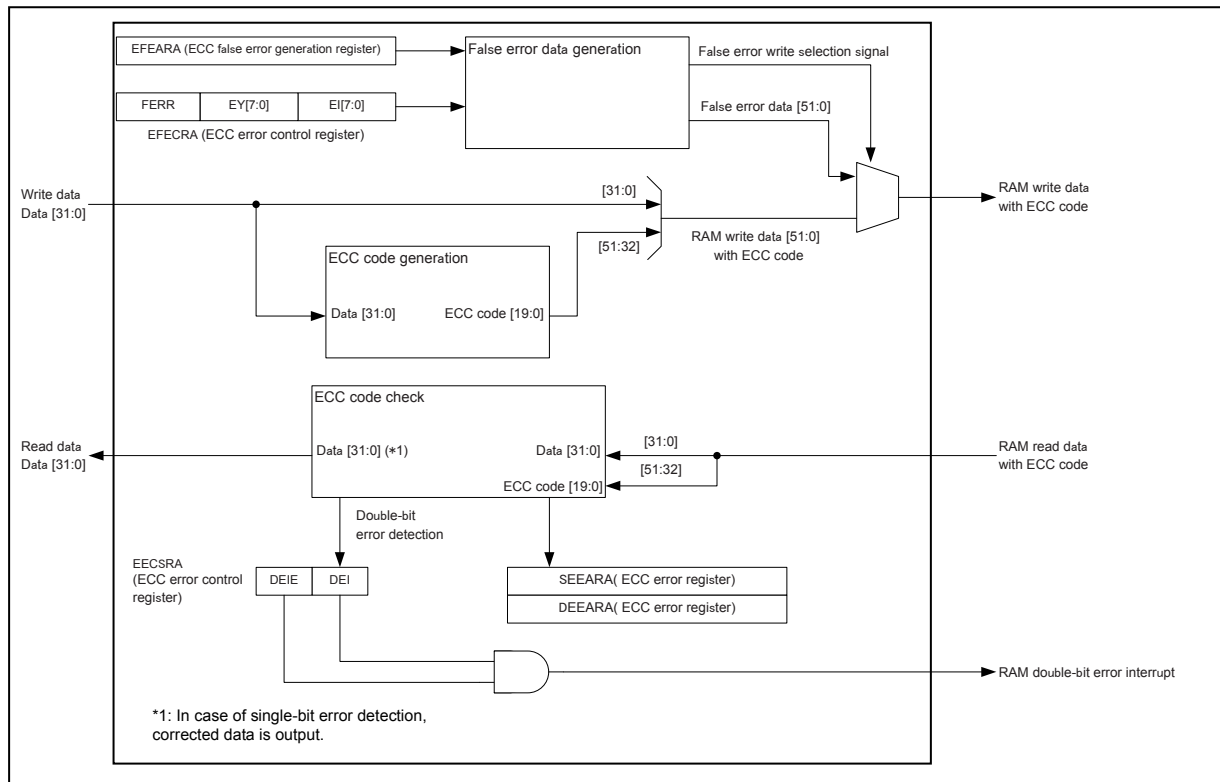 EFEARA (ECC false error generation register)
False error data generation
False error write selection signal
FERR
EY[7:0]
EI[7:0]
False error data [51:0]
EFECRA (ECC error control register)
Write data
Data [31:0]
[31:0]
RAM write data
with ECC code
[51:32]
RAM write data [51:0]
with ECC code
ECC code generation
Data [31:0]
ECC code [19:0]
ECC code check
Read data
Data [31:0]
Data [31:0] (*1)
Data [31:0]
[31:0]
RAM read data
with ECC code
[51:32]
ECC code [19:0]
Double-bit
error detection
EECSRA
(ECC error control
register)
DEIE
DEI
SEEARA( ECC error register)
DEEARA( ECC error register)
RAM double-bit error interrupt
*1: In case of single-bit error detection,
corrected data is output.